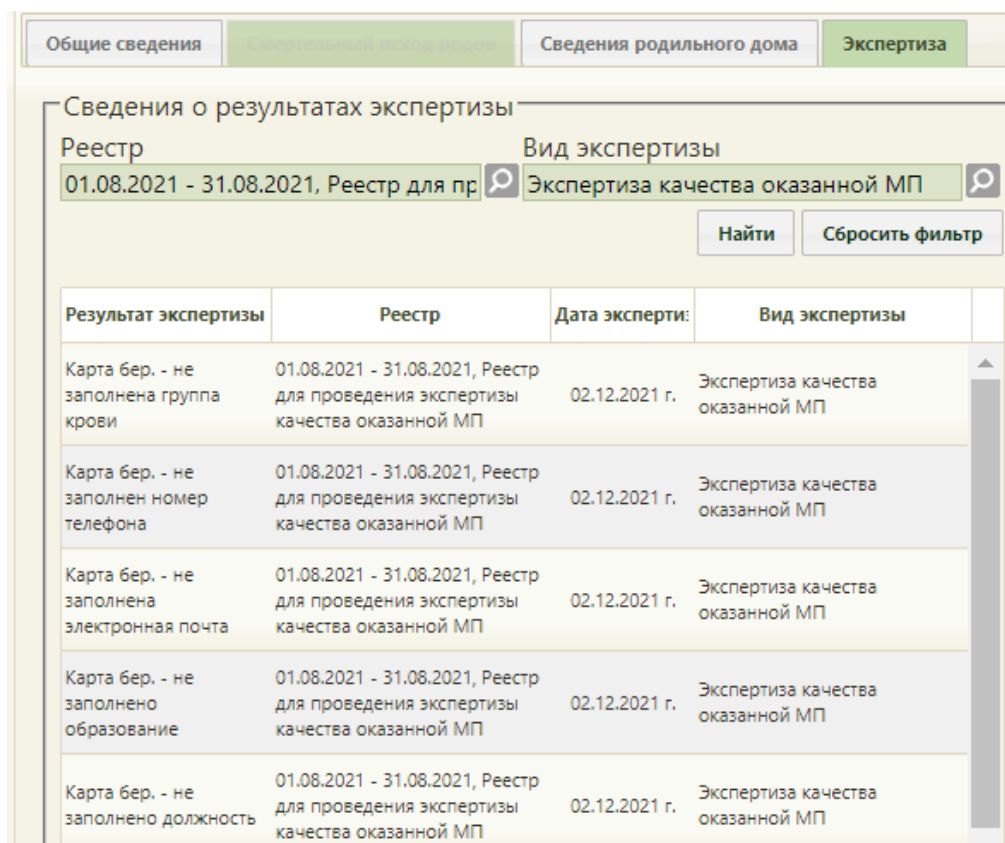 Общие сведения
Смертельный исход родов
Сведения родильного дома
Экспертиза
Сведения о результатах экспертизы
Реестр
Вид экспертизы
01.08.2021 - 31.08.2021, Реестр для пр
Экспертиза качества оказанной МП
Найти
Сбросить фильтр
Результат экспертизы
Реестр
Дата эксперти
Вид экспертизы
Карта бер. - не
заполнена группа
крови
01.08.2021 - 31.08.2021, Реестр
для проведения экспертизы
качества оказанной МП
02.12.2021 г.
Экспертиза качества
оказанной МП
Карта бер. - не
заполнен номер
телефона
01.08.2021 - 31.08.2021, Реестр
для проведения экспертизы
качества оказанной МП
02.12.2021 г.
Экспертиза качества
оказанной МП
Карта бер. - не
заполнена
электронная почта
01.08.2021 - 31.08.2021, Реестр
для проведения экспертизы
качества оказанной МП
02.12.2021 г.
Экспертиза качества
оказанной МП
Карта бер. - не
заполнено
образование
01.08.2021 - 31.08.2021, Реестр
для проведения экспертизы
качества оказанной МП
02.12.2021 г.
Экспертиза качества
оказанной МП
Карта бер. - не
заполнено должность
01.08.2021 - 31.08.2021, Реестр
для проведения экспертизы
качества оказанной МП
02.12.2021 г.
Экспертиза качества
оказанной МП